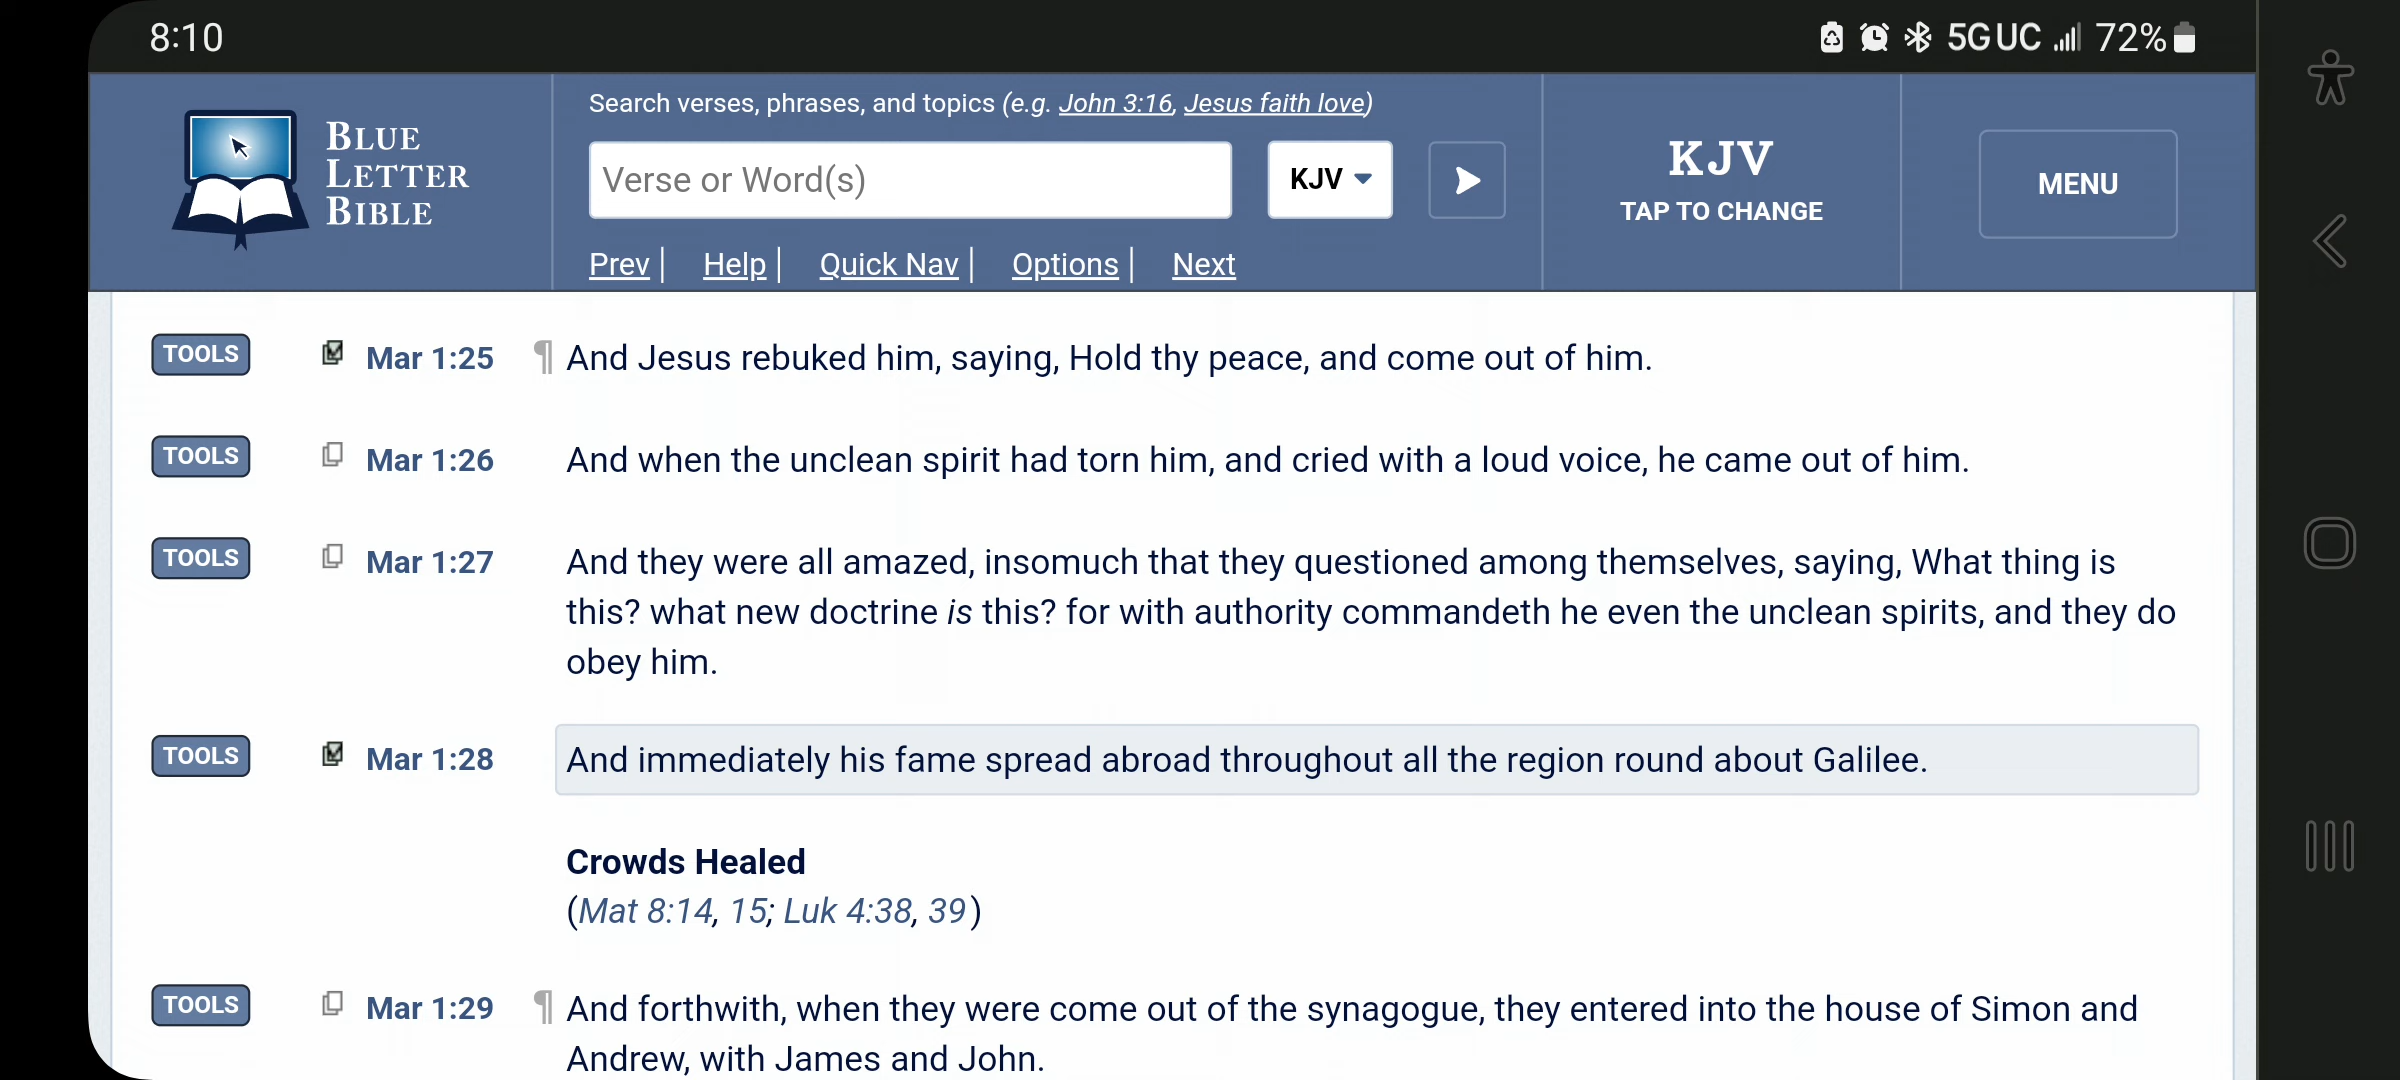 8:10
5G UC 72%
BLUE
LETTER
BIBLE
Search verses, phrases, and topics (e.g. John 3:16, Jesus faith love)
Verse or Word(s)
KJV
KJV
TAP TO CHANGE
MENU
Prev | Help | Quick Nav | Options | Next
TOOLS Mar 1:25 ¶ And Jesus rebuked him, saying, Hold thy peace, and come out of him.
TOOLS Mar 1:26 And when the unclean spirit had torn him, and cried with a loud voice, he came out of him.
TOOLS Mar 1:27 And they were all amazed, insomuch that they questioned among themselves, saying, What thing is
this? what new doctrine is this? for with authority commandeth he even the unclean spirits, and they do
obey him.
TOOLS Mar 1:28 And immediately his fame spread abroad throughout all the region round about Galilee.
Crowds Healed
(Mat 8:14, 15; Luk 4:38, 39)
TOOLS Mar 1:29 ¶ And forthwith, when they were come out of the synagogue, they entered into the house of Simon and
Andrew, with James and John.